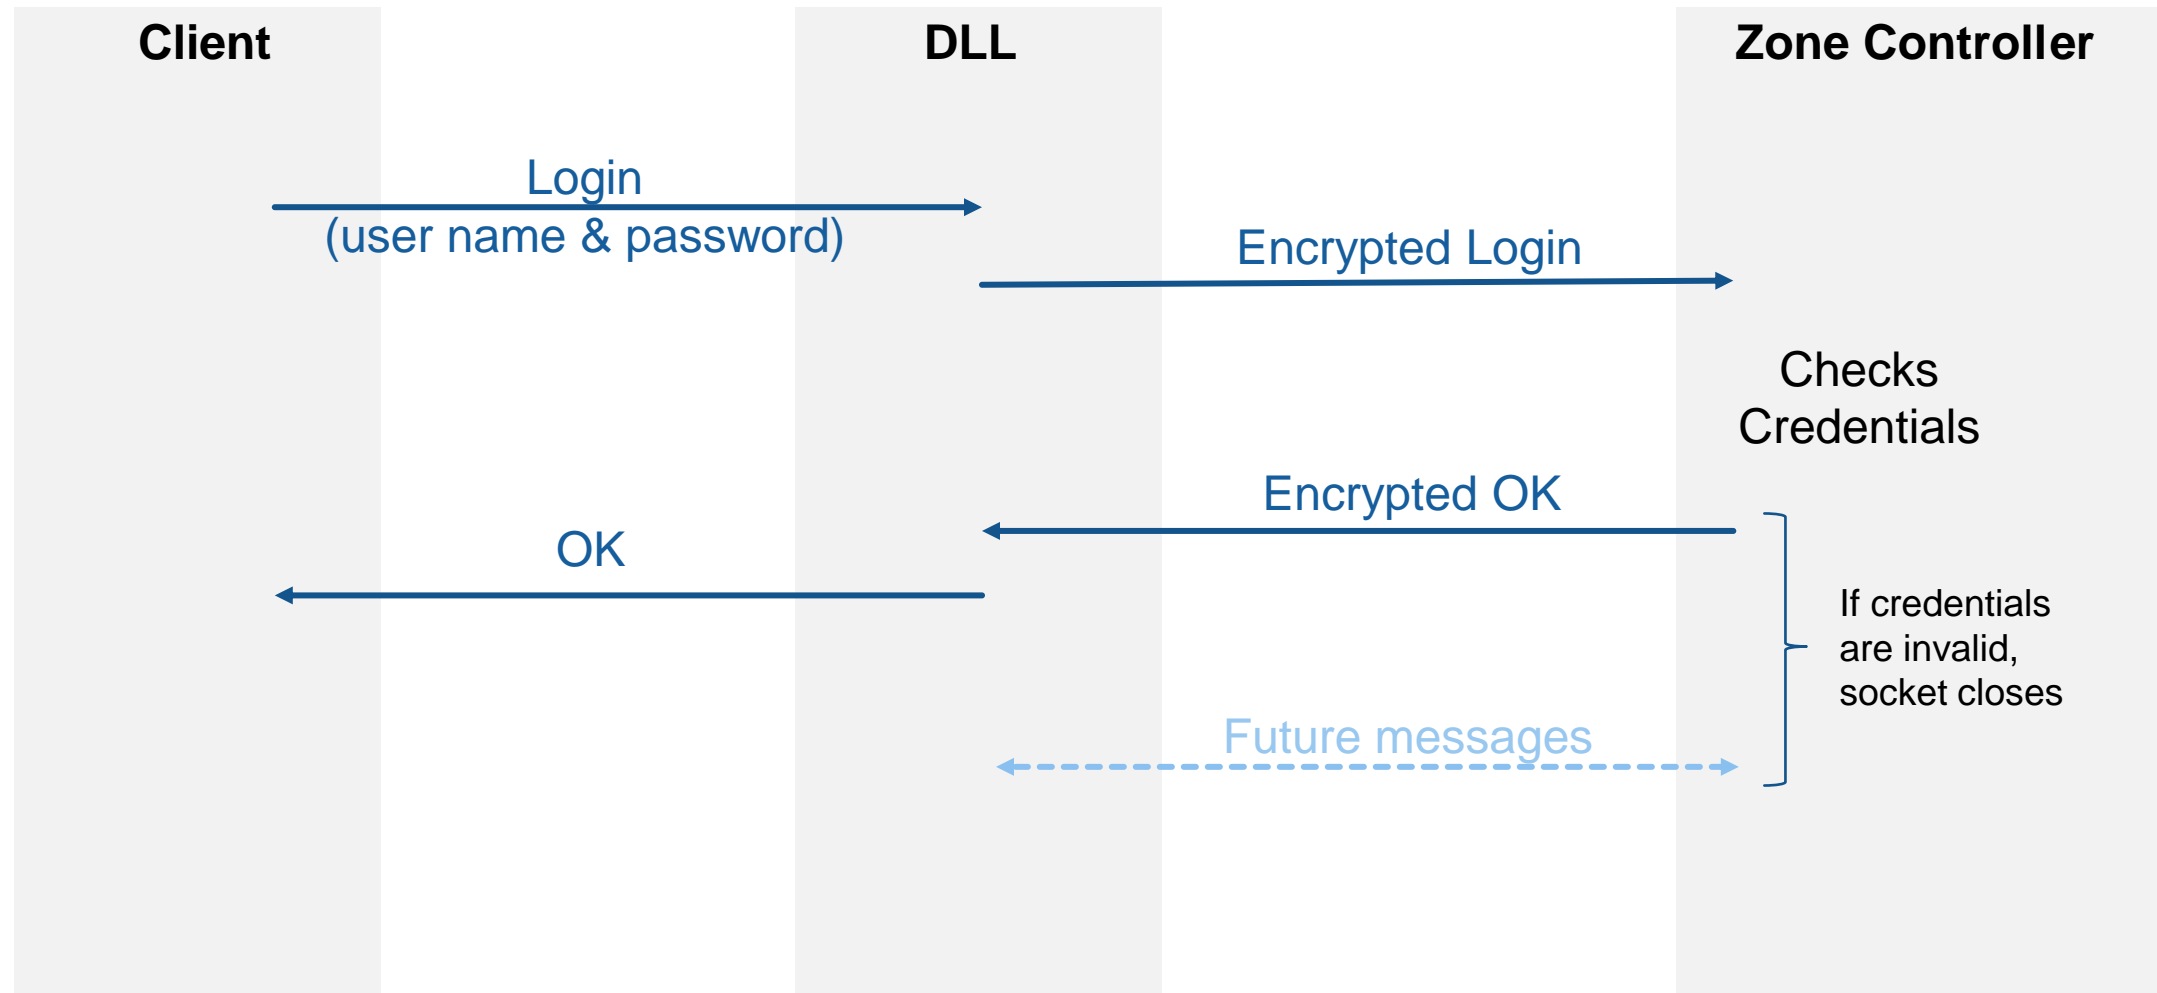 Client
DLL
Zone Controller
Login
(user name & password)
Encrypted Login
Checks
Credentials
Encrypted OK
OK
If credentials
are invalid,
socket closes
Future messages